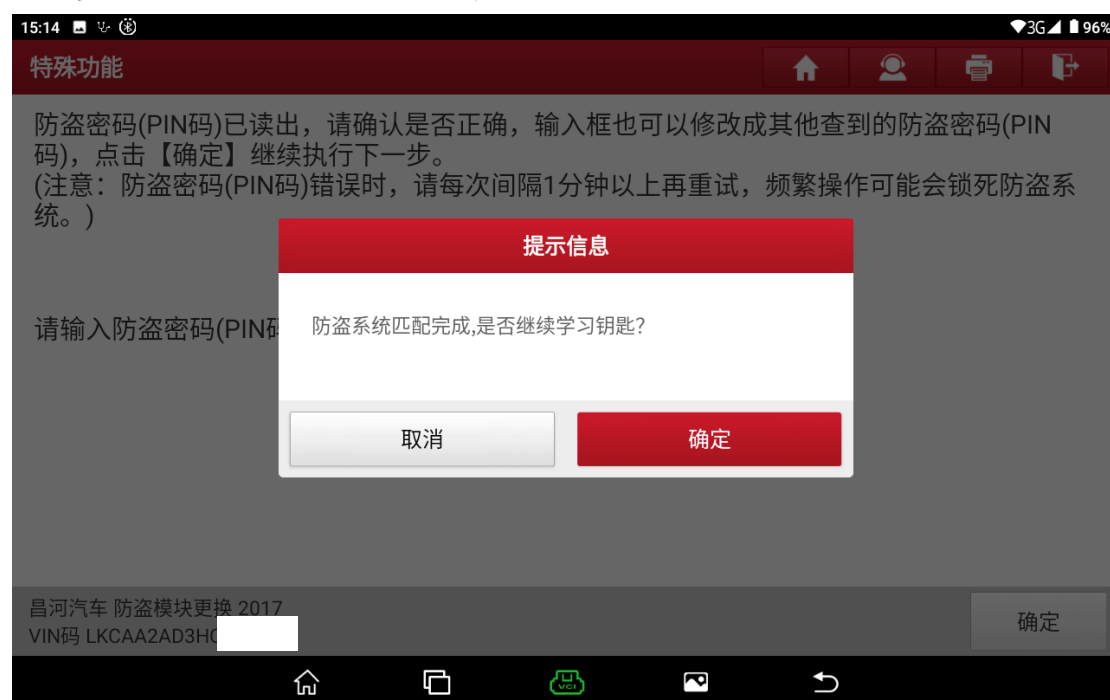 15:14
3G
96%
特殊功能
防盗密码(PIN码)已读出，请确认是否正确，输入框也可以修改成其他查到的防盗密码(PIN
码)，点击【确定】继续执行下一步。
(注意：防盗密码(PIN码)错误时，请每次间隔1分钟以上再重试，频繁操作可能会锁死防盗系
统。)
提示信息
请输入防盗密码(PIN码
防盗系统匹配完成,是否继续学习钥匙?
取消
确定
昌河汽车 防盗模块更换 2017
VIN码 LKCAA2AD3H
确定
VCI